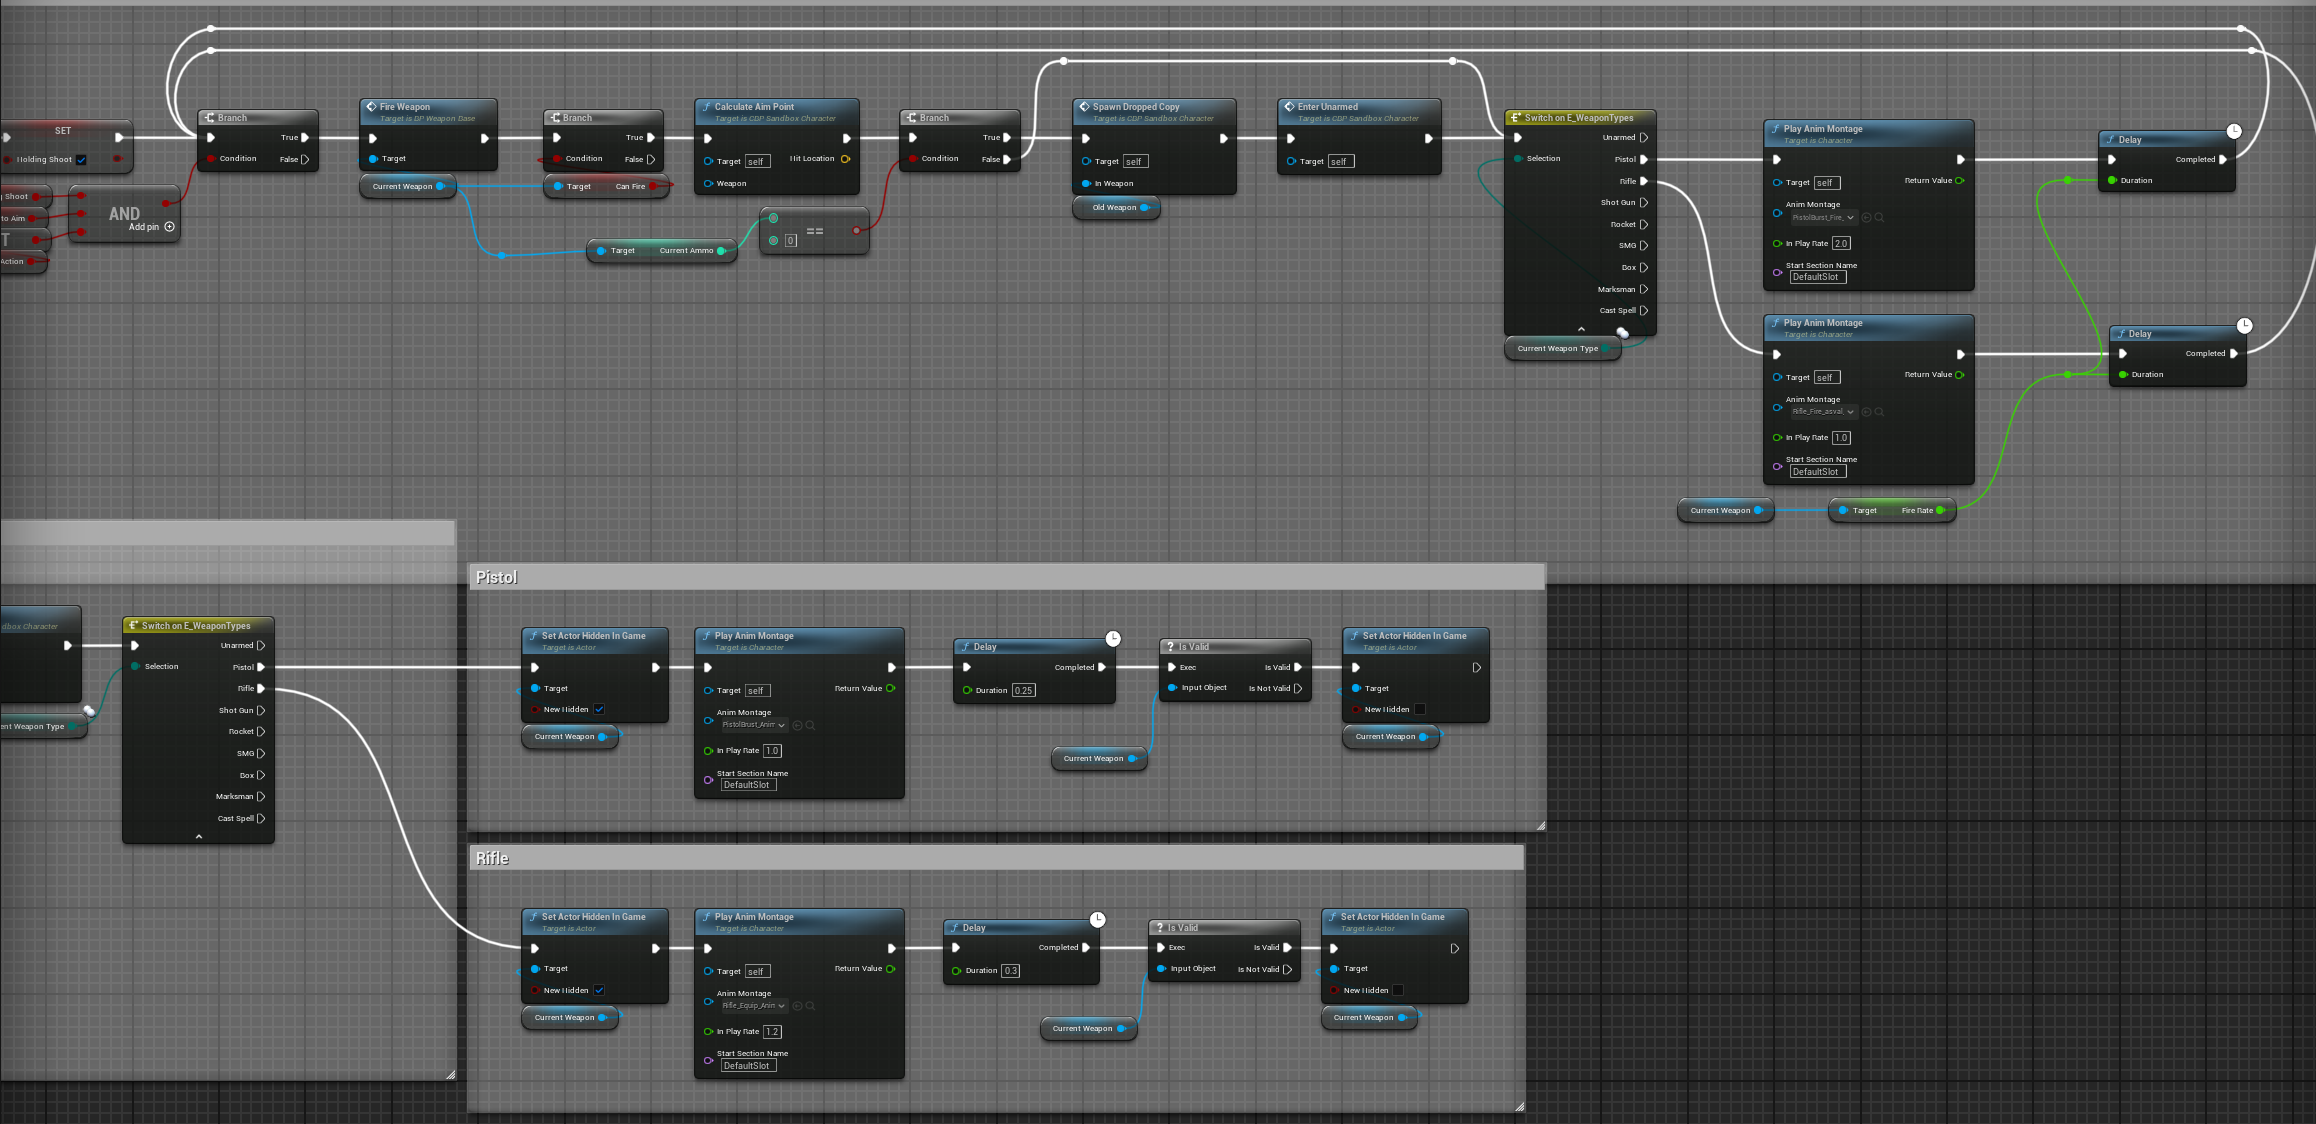 SET
Holding Shoot
g Shoot
to Aim
T
Action
AND
Add pin
Branch
True
Condition
False
Fire Weapon
Target is BP Weapon Base
Target
Current Weapon
Branch
True
Condition
False
Target
Can Fire
Calculate Aim Point
Target is CBP Sandbox Character
Target
self
Hit Location
Weapon
Target
Current Ammo
0
==
Branch
True
Condition
False
Spawn Dropped Copy
Target is CBP Sandbox Character
Target
self
In Weapon
Old Weapon
Enter Unarmed
Target is CBP Sandbox Character
Target
self
Switch on E_WeaponTypes
Unarmed
Selection
Pistol
Rifle
Shot Gun
Rocket
SMG
Box
Marksman
Cast Spell
Current Weapon Type
Play Anim Montage
Target is Character
Target
self
Return Value
Anim Montage
PistolBurst_Fire_
In Play Rate
2.0
Start Section Name
DefaultSlot
Delay
Completed
Duration
Play Anim Montage
Target is Character
Target
self
Return Value
Anim Montage
Rifle_Fire_asval_
In Play Rate
1.0
Start Section Name
DefaultSlot
Delay
Completed
Duration
Current Weapon
Target
Fire Rate
dbox Character
ent Weapon Type
Switch on E_WeaponTypes
Unarmed
Selection
Pistol
Rifle
Shot Gun
Rocket
SMG
Box
Marksman
Cast Spell
Pistol
Set Actor Hidden In Game
Target is Actor
Target
New Hidden
Current Weapon
Play Anim Montage
Target is Character
Target
self
Return Value
Anim Montage
PistolBrust_Anim
In Play Rate
1.0
Start Section Name
DefaultSlot
Delay
Completed
Duration
0.25
Current Weapon
? Is Valid
Exec
Is Valid
Input Object
Is Not Valid
Set Actor Hidden In Game
Target is Actor
Target
New Hidden
Current Weapon
Rifle
Set Actor Hidden In Game
Target is Actor
Target
New Hidden
Current Weapon
Play Anim Montage
Target is Character
Target
self
Return Value
Anim Montage
Rifle_Equip_Anim
In Play Rate
1.2
Start Section Name
DefaultSlot
Delay
Completed
Duration
0.3
Current Weapon
? Is Valid
Exec
Is Valid
Input Object
Is Not Valid
Set Actor Hidden In Game
Target is Actor
Target
New Hidden
Current Weapon